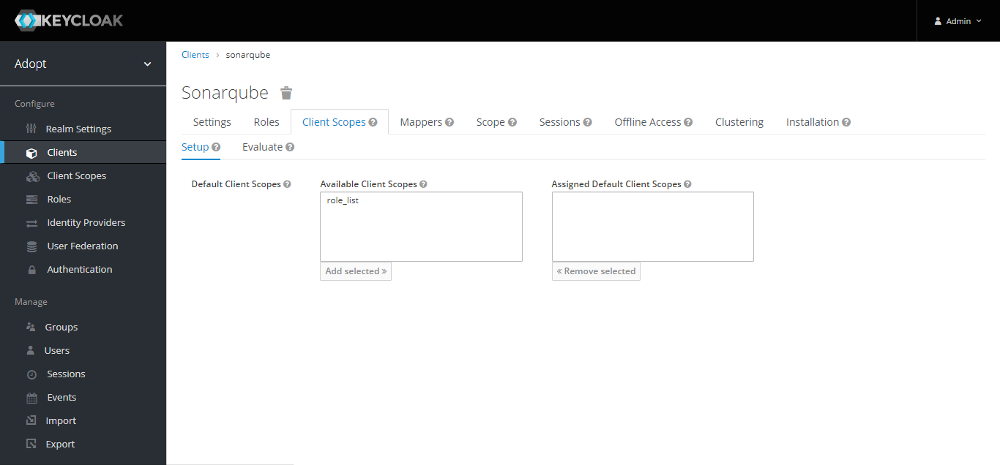 KEYCLOAK
Admin
Adopt
Configure
Realm Settings
Clients
Client Scopes
Roles
Identity Providers
User Federation
Authentication
Manage
Groups
Users
Sessions
Events
Import
Export
Clients › sonarqube
Sonarqube
Settings Roles Client Scopes ? Mappers ? Scope ? Sessions ? Offline Access ? Clustering Installation ?
Setup ? Evaluate ?
Default Client Scopes ? Available Client Scopes ? Assigned Default Client Scopes ?
role_list
Add selected » « Remove selected